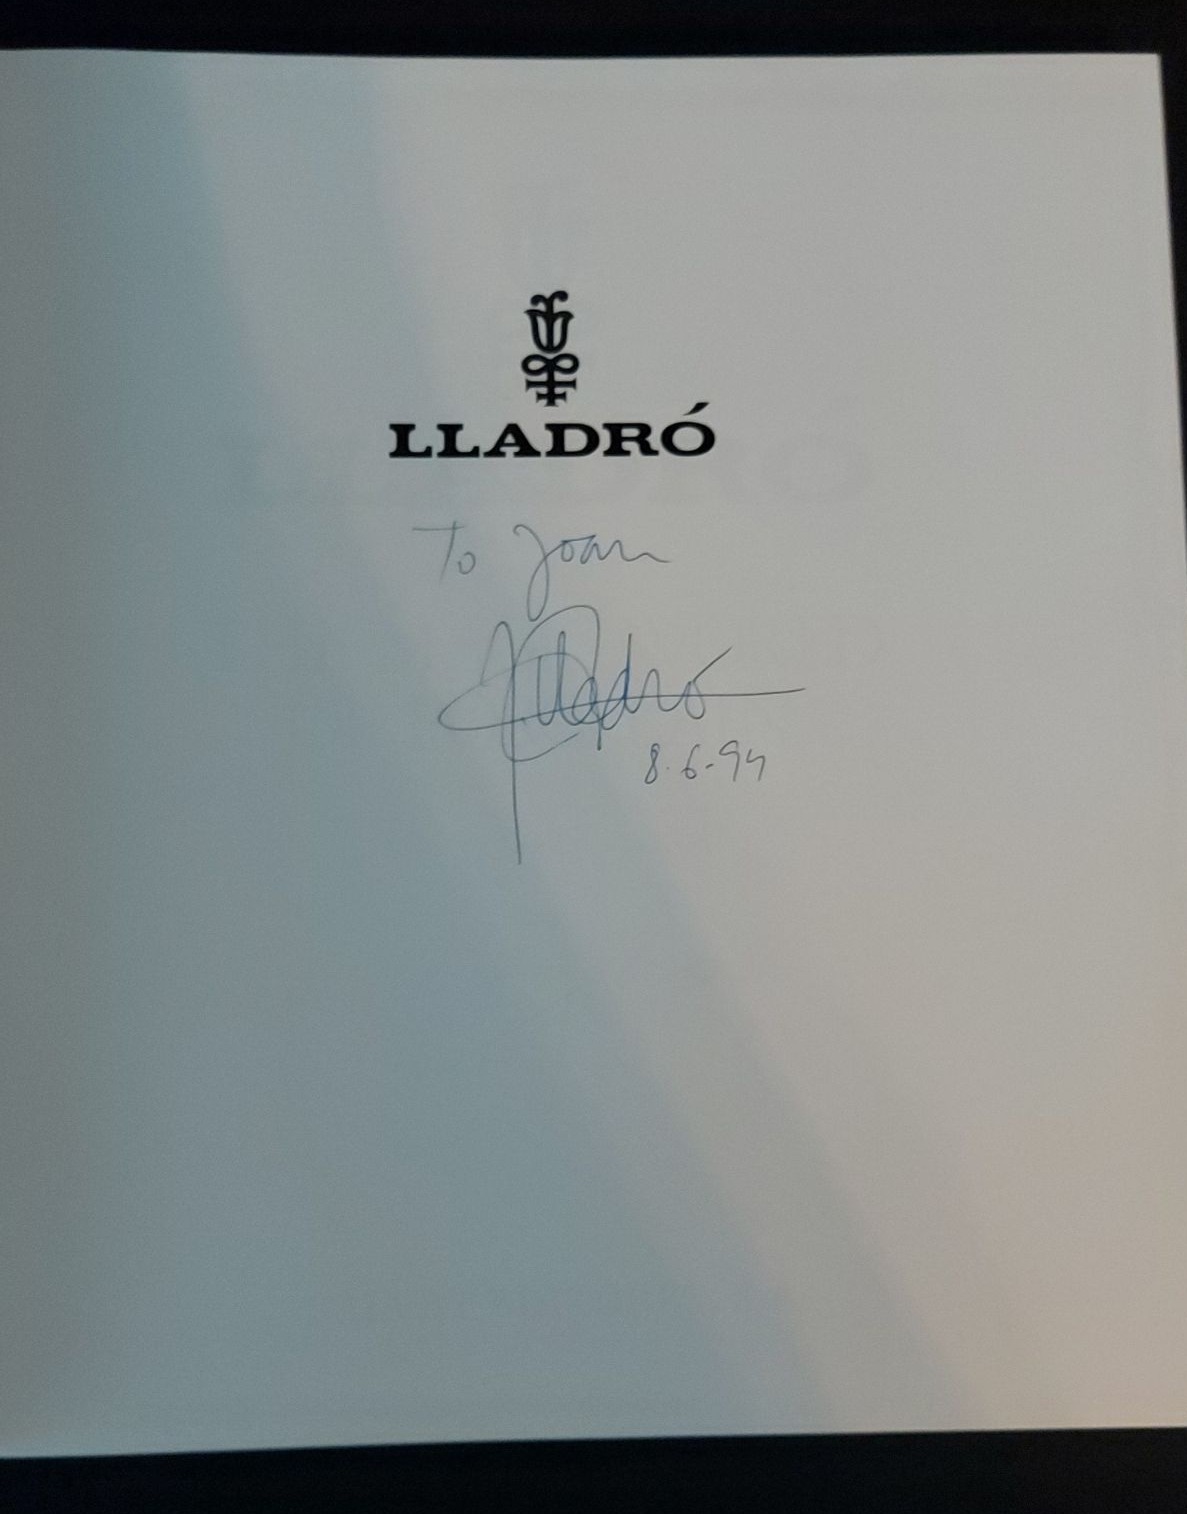 LLADRÓ
To Joan
Lladró
8.6-94